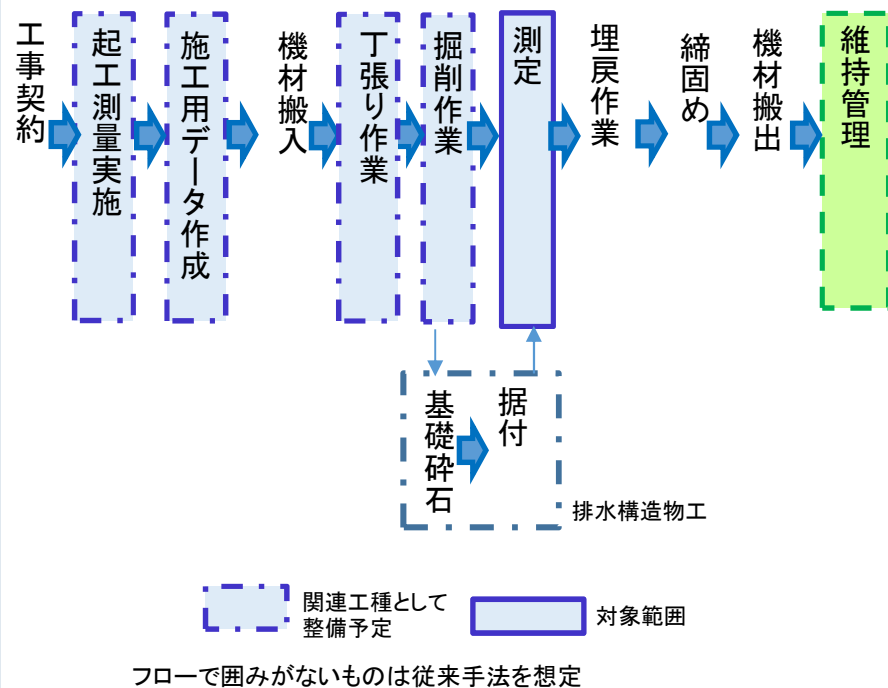 工事契約
起工測量実施
施工用データ作成
機材搬入
丁張り作業
掘削作業
測定
埋戻作業
締固め
機材搬出
維持管理
基礎砕石
据付
排水構造物工
関連工種として
整備予定
対象範囲
フローで囲みがないものは従来手法を想定